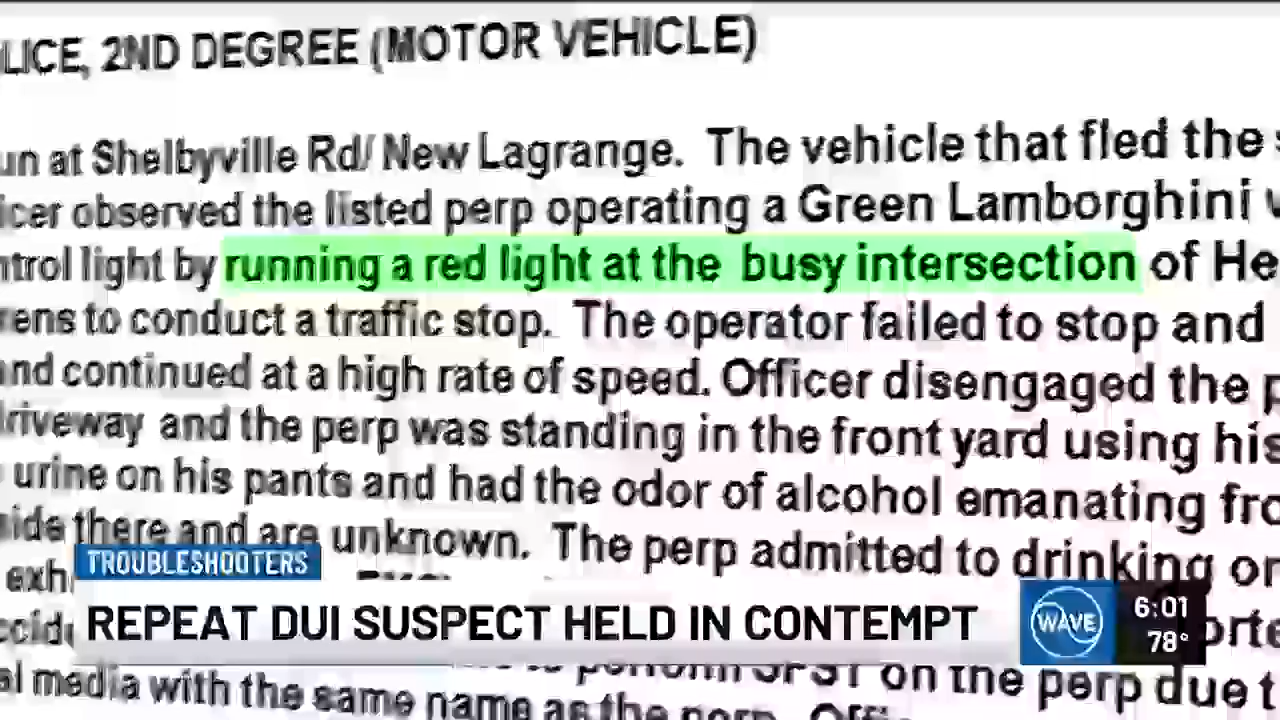 LICE, 2ND DEGREE (MOTOR VEHICLE)
un at Shelbyville Rd/ New Lagrange. The vehicle that fled the
icer observed the listed perp operating a Green Lamborghini
ntrol light by running a red light at the busy intersection of He
rens to conduct a traffic stop. The operator failed to stop and
and continued at a high rate of speed. Officer disengaged the p
driveway and the perp was standing in the front yard using his
urine on his pants and had the odor of alcohol emanating fro
side there and are unknown. The perp admitted to drinking on
exh
TROUBLESHOOTERS
REPEAT DUI SUSPECT HELD IN CONTEMPT
WAVE
6:01
78°
orte
to perform SFST on the perp due t
al media with the same name as the perp.